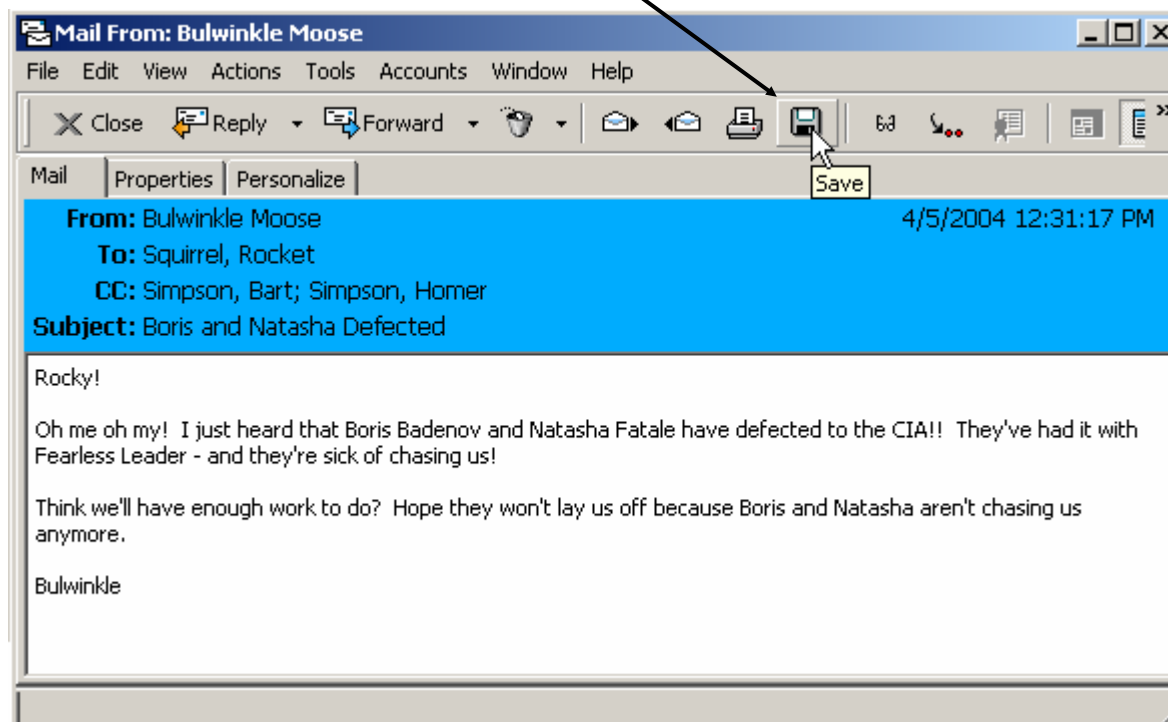 Mail From: Bulwinkle Moose
File Edit View Actions Tools Accounts Window Help
Close Reply Forward
Save
Mail Properties Personalize
From: Bulwinkle Moose 4/5/2004 12:31:17 PM
To: Squirrel, Rocket
CC: Simpson, Bart; Simpson, Homer
Subject: Boris and Natasha Defected
Rocky!
Oh me oh my! I just heard that Boris Badenov and Natasha Fatale have defected to the CIA!! They've had it with
Fearless Leader - and they're sick of chasing us!
Think we'll have enough work to do? Hope they won't lay us off because Boris and Natasha aren't chasing us
anymore.
Bulwinkle